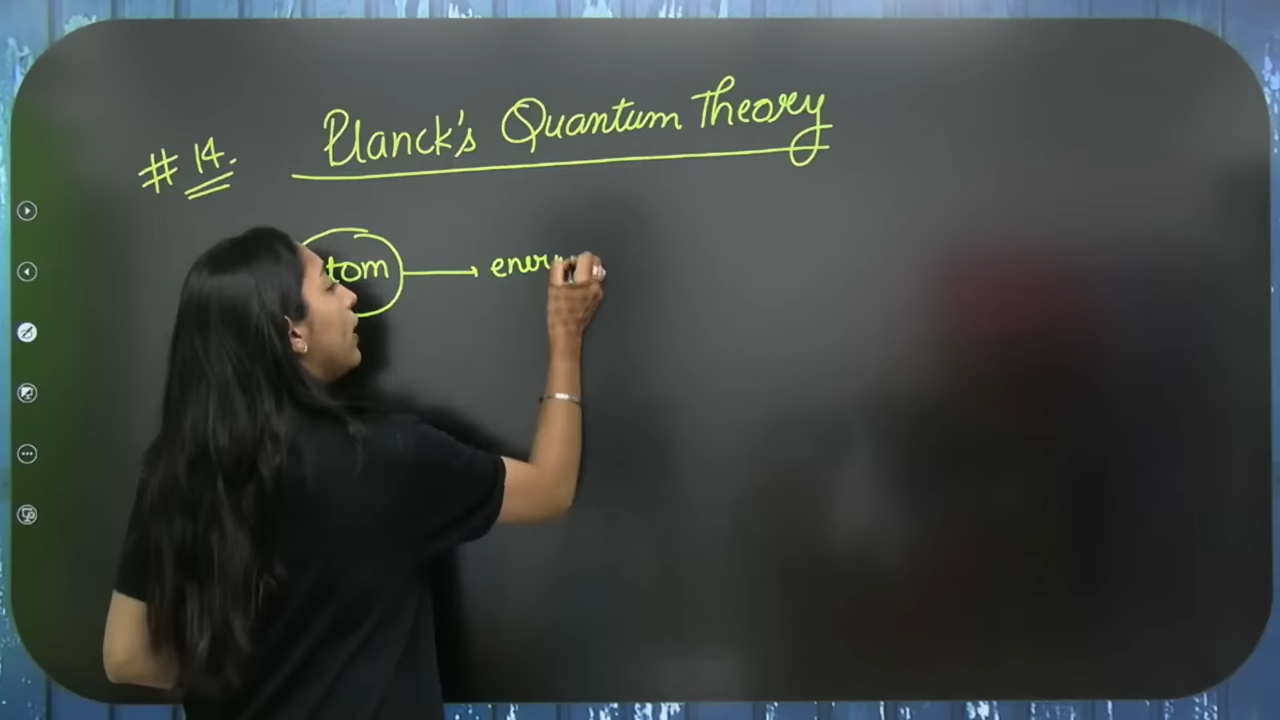 Planck's Quantum Theory
# 14.
tom → ener